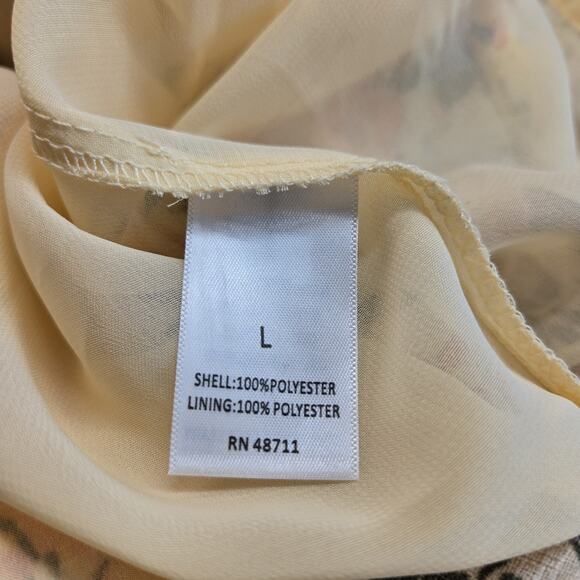 L
SHELL:100%POLYESTER
LINING:100% POLYESTER
RN 48711